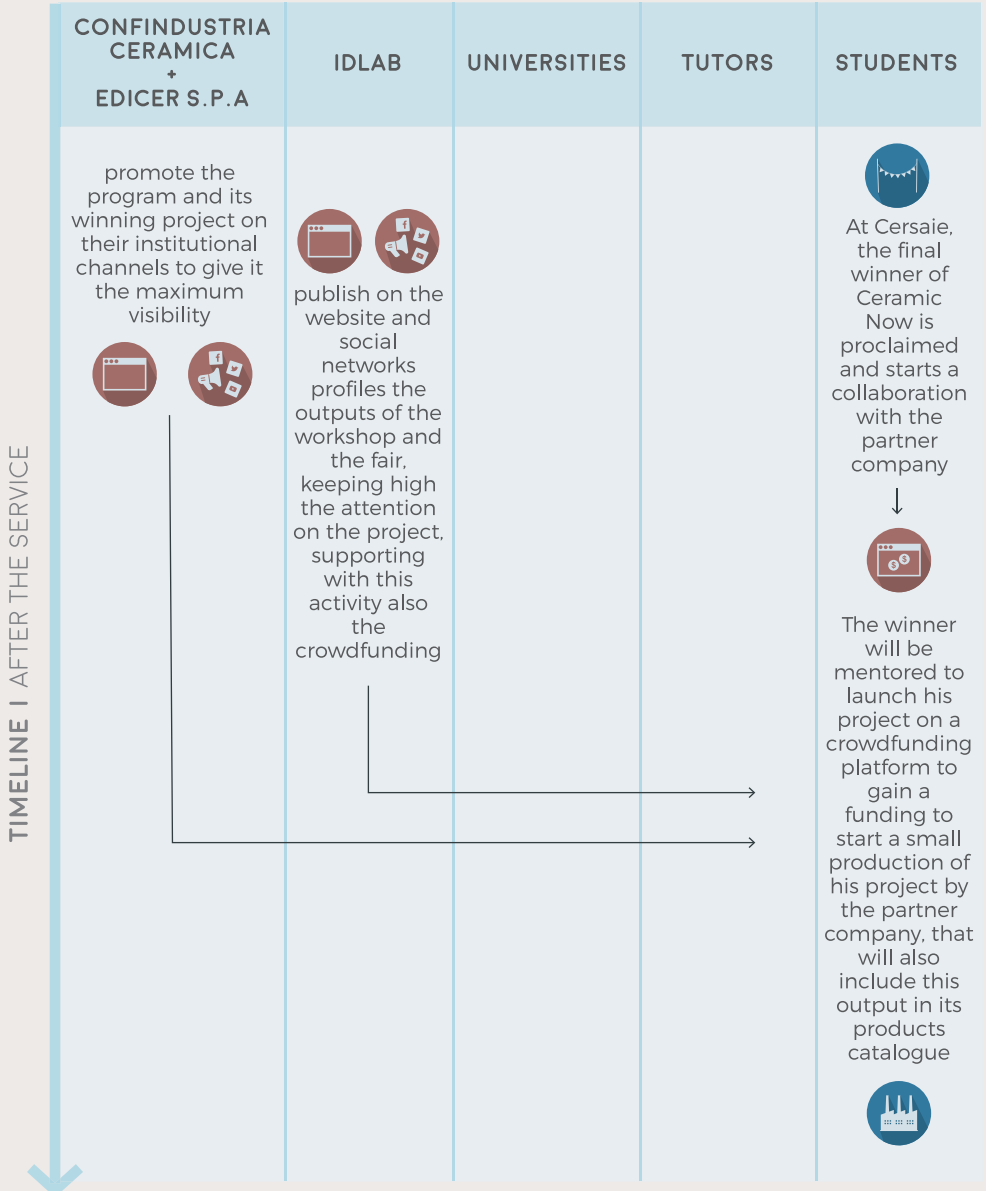 CONFINDUSTRIA
CERAMICA
+
EDICER S.P.A
IDLAB
UNIVERSITIES
TUTORS
STUDENTS
promote the
program and its
winning project on
their institutional
channels to give it
the maximum
visibility
publish on the
website and
social
networks
profiles the
outputs of the
workshop and
the fair,
keeping high
the attention
on the project,
supporting
with this
activity also
the
crowdfunding
At Cersaie,
the final
winner of
Ceramic
Now is
proclaimed
and starts a
collaboration
with the
partner
company
The winner
will be
mentored to
launch his
project on a
crowdfunding
platform to
gain a
funding to
start a small
production of
his project by
the partner
company, that
will also
include this
output in its
products
catalogue
TIMELINE I AFTER THE SERVICE